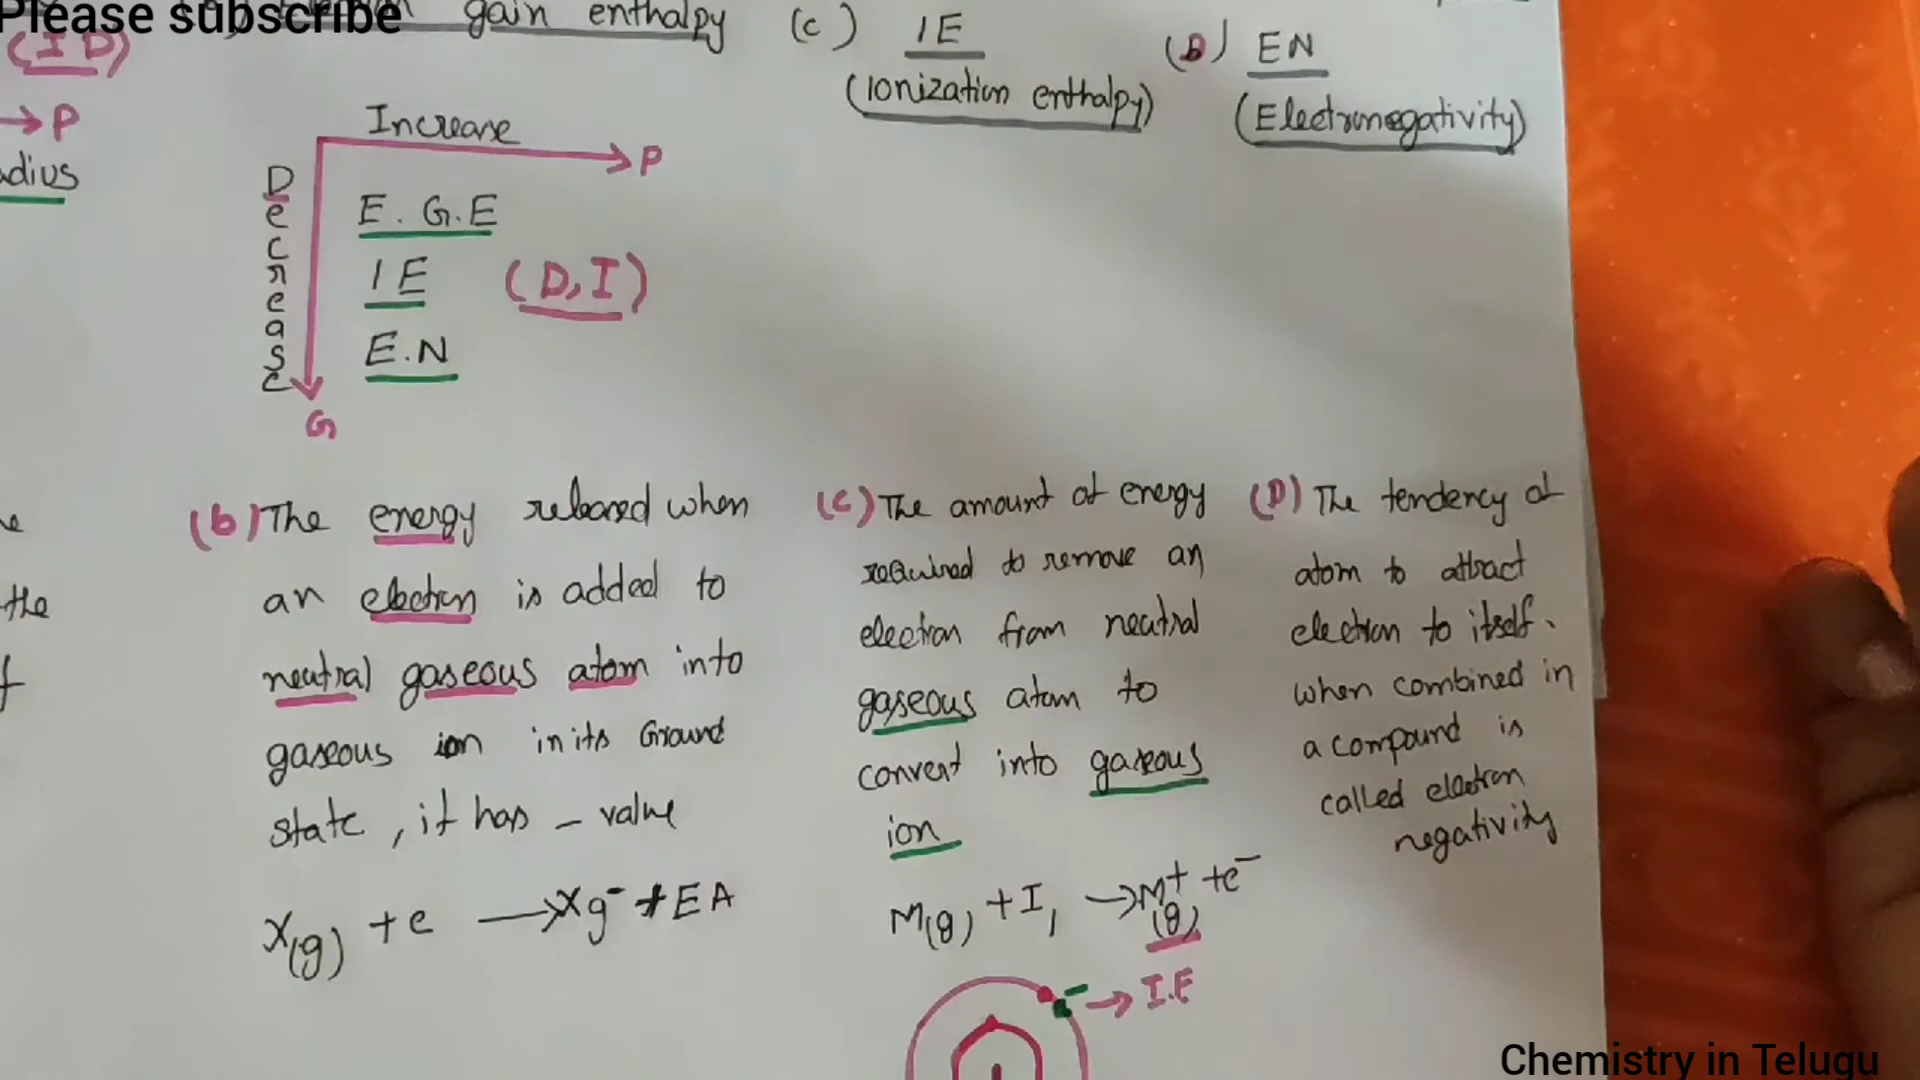 Please subscribe
gain enthalpy
(c) IE
(Ionization enthalpy)
(D) EN
(Electronegativity)
(I D)
→P
adius
Increase
→P
Decrease
G
E.G.E
IE (D,I)
E.N
the
f
(b) The energy released when
an electron is added to
neutral gaseous atom into
gaseous ion in its Ground
state, it has – value
X(g) + e → Xg⁻ + EA
(C) The amount of energy
required to remove an
electron from neutral
gaseous atom to
convert into gaseous
ion
M(g) + I₁ → M⁺(g) + e⁻
→ I.E
(D) The tendency of
atom to attract
electron to itself.
when combined in
a compound is
called electron
negativity
Chemistry in Telugu